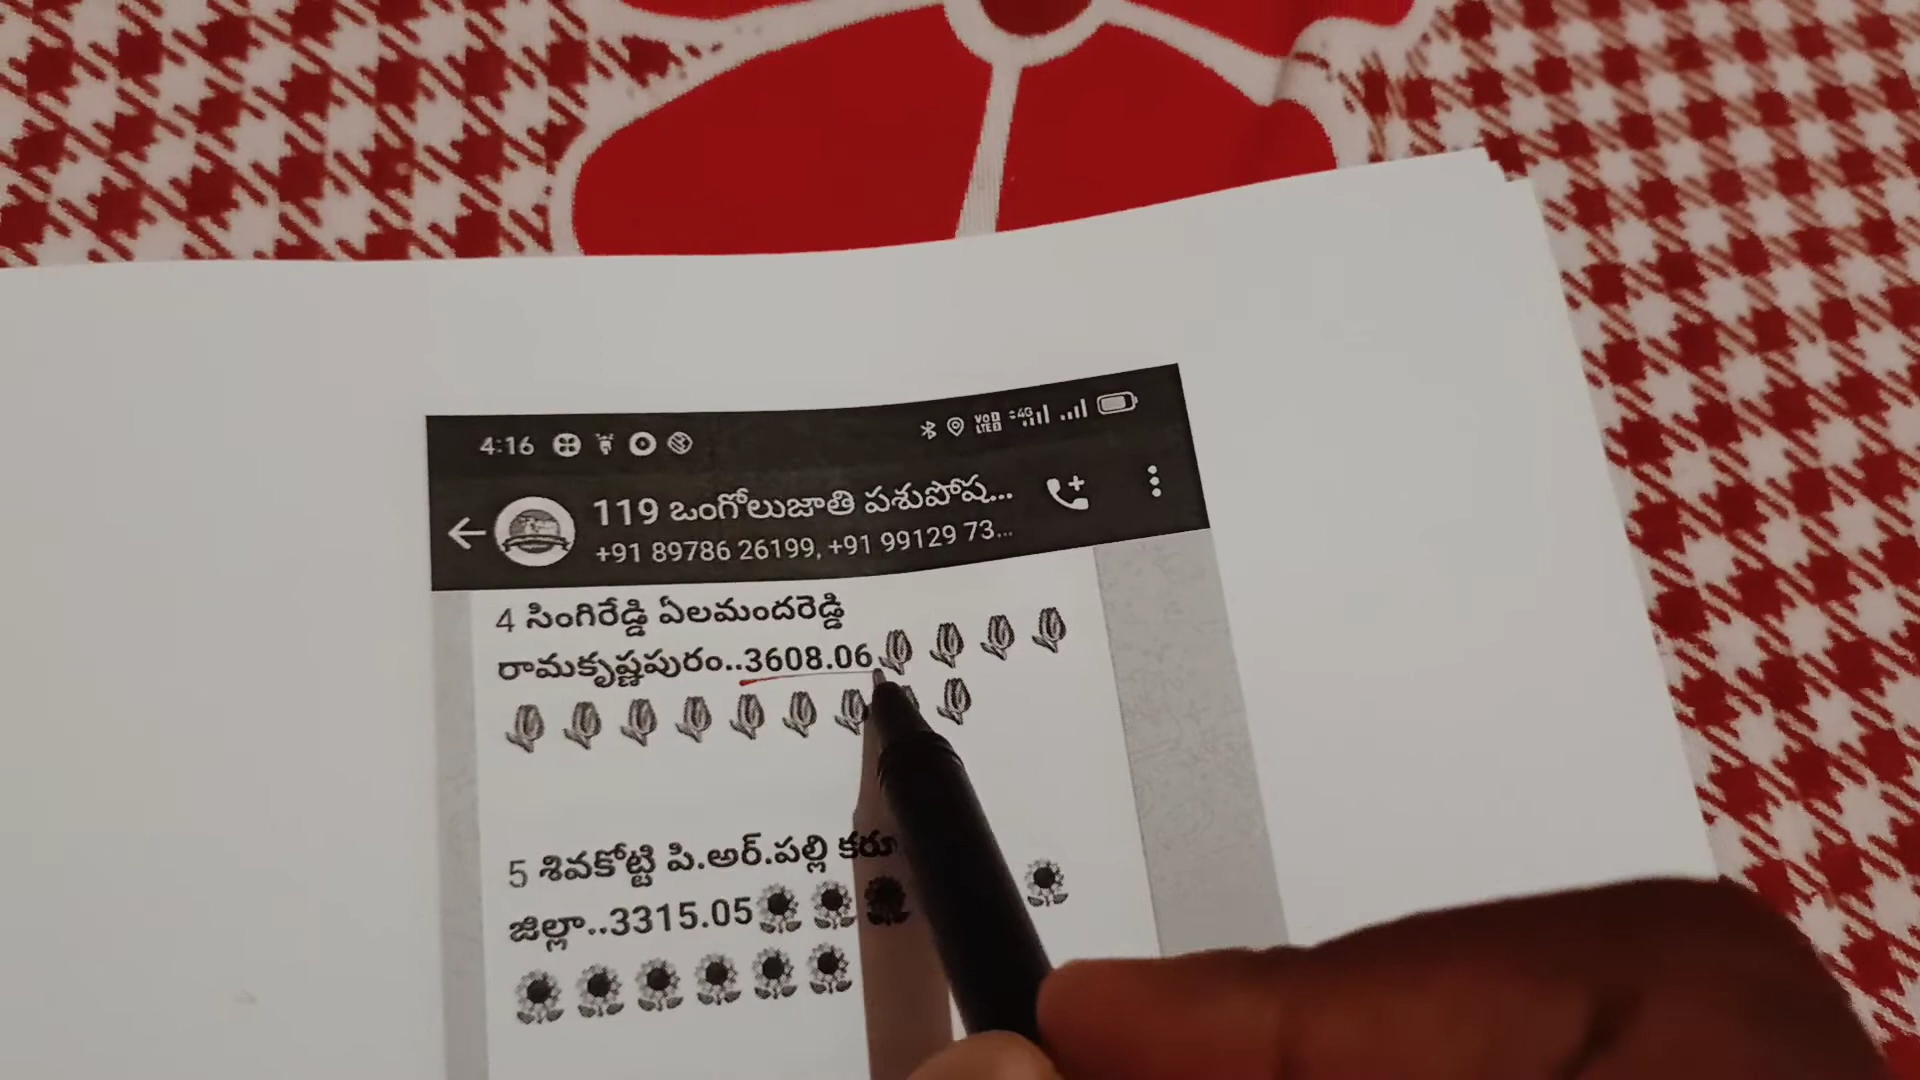 4:16
119 ఒంగోలుజాతి పశుపోష...
+91 89786 26199, +91 99129 73...
4 సింగిరేడ్డి ఏలమందరెడ్డి
రామకృష్ణపురం..3608.06
5 శివకోట్టి పి.అర్.పల్లి
జిల్లా..3315.05